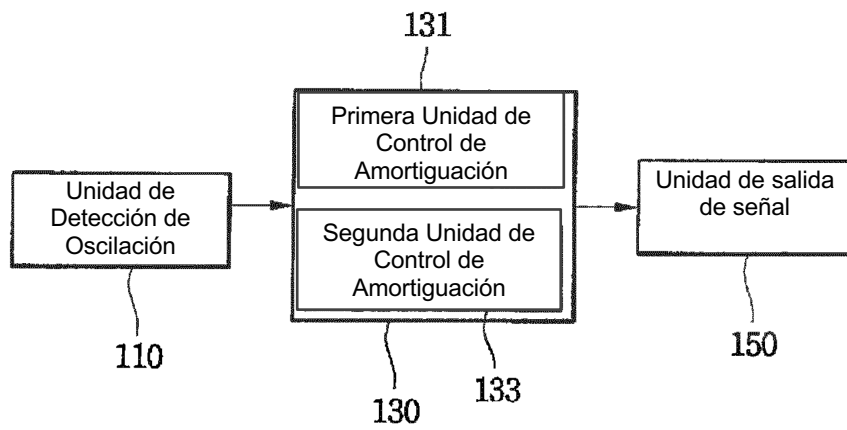 131
Primera Unidad de
Control de
Amortiguación
Unidad de
Detección de
Oscilación
Segunda Unidad de
Control de
Amortiguación
Unidad de salida
de señal
110
130
133
150